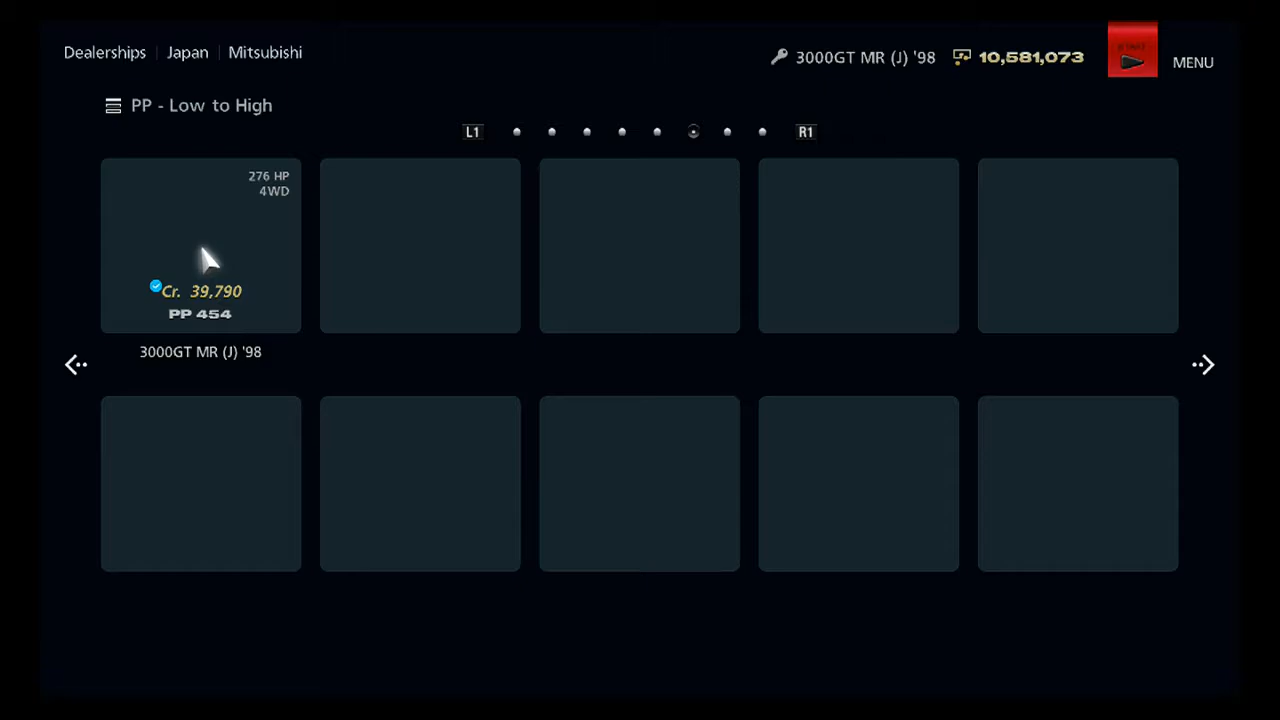 Dealerships | Japan | Mitsubishi
3000GT MR (J) '98
10,581,073
START
MENU
PP - Low to High
L1
R1
276 HP
4WD
Cr. 39,790
PP 454
3000GT MR (J) '98